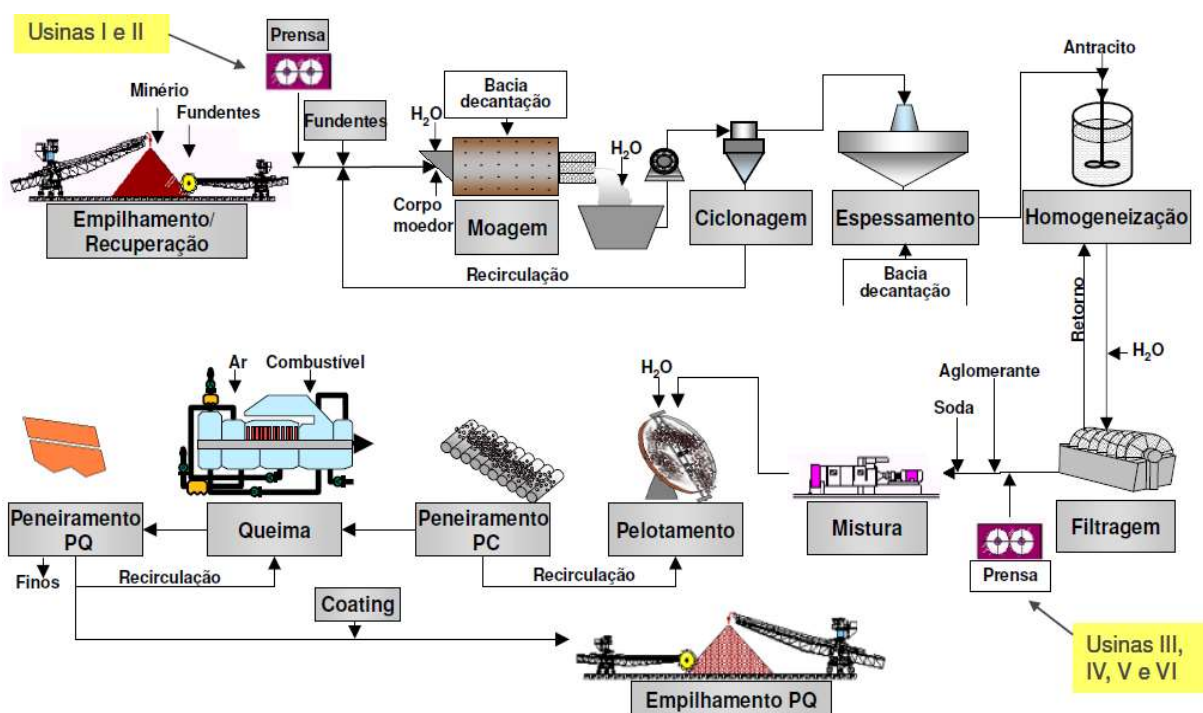 Usinas I e II
Prensa
Minério
Fundentes
Empilhamento/
Recuperação
Fundentes
H2O
Bacia
decantação
Corpo
moedor
Moagem
H2O
Recirculação
Ciclonagem
Espessamento
Bacia
decantação
Antracito
Homogeneização
Retorno
H2O
Filtragem
Aglomerante
Soda
Prensa
Usinas III,
IV, V e VI
Mistura
H2O
Pelotamento
Recirculação
Peneiramento
PC
Ar
Combustível
Queima
Recirculação
Peneiramento
PQ
Finos
Coating
Empilhamento PQ